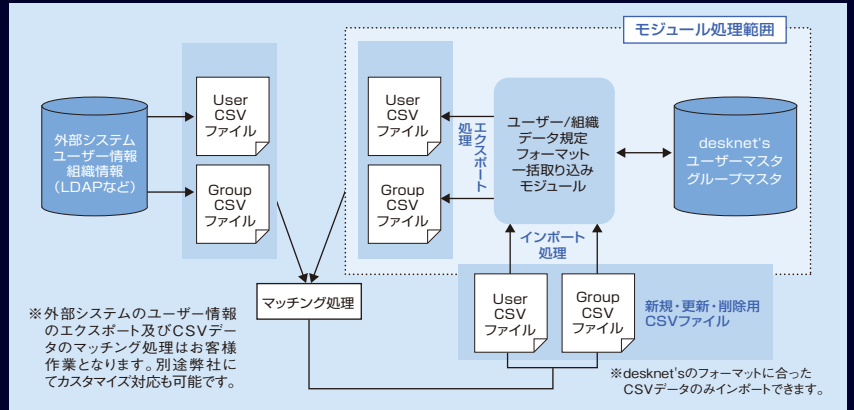 モジュール処理範囲
外部システム
ユーザー情報
組織情報
(LDAPなど)
User
CSV
ファイル
Group
CSV
ファイル
User
CSV
ファイル
Group
CSV
ファイル
エクスポート
処理
ユーザー/組織
データ規定
フォーマット
一括取り込み
モジュール
desknet's
ユーザーマスタ
グループマスタ
インポート
処理
マッチング処理
User
CSV
ファイル
Group
CSV
ファイル
新規・更新・削除用
CSVファイル
※外部システムのユーザー情報
のエクスポート及びCSVデー
タのマッチング処理はお客様
作業となります。別途弊社に
てカスタマイズ対応も可能です。
※desknet'sのフォーマットに合った
CSVデータのみインポートできます。